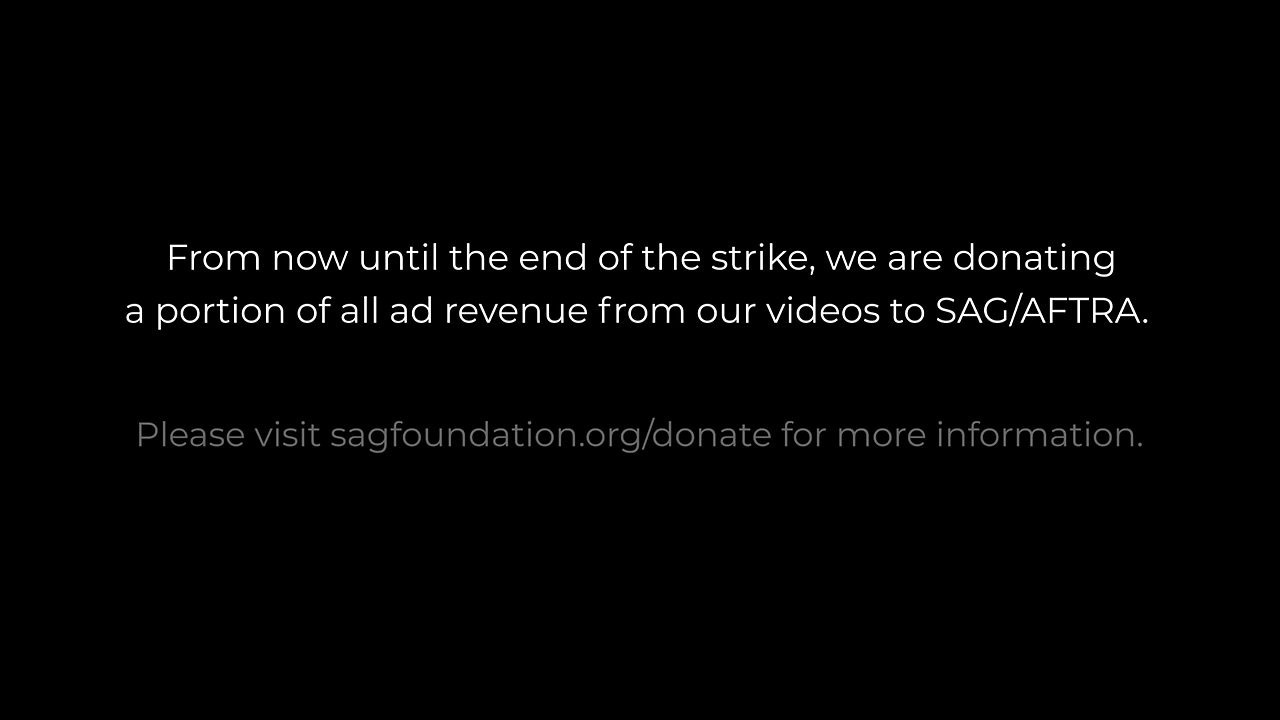 From now until the end of the strike, we are donating
a portion of all ad revenue from our videos to SAG/AFTRA.
Please visit sagfoundation.org/donate for more information.